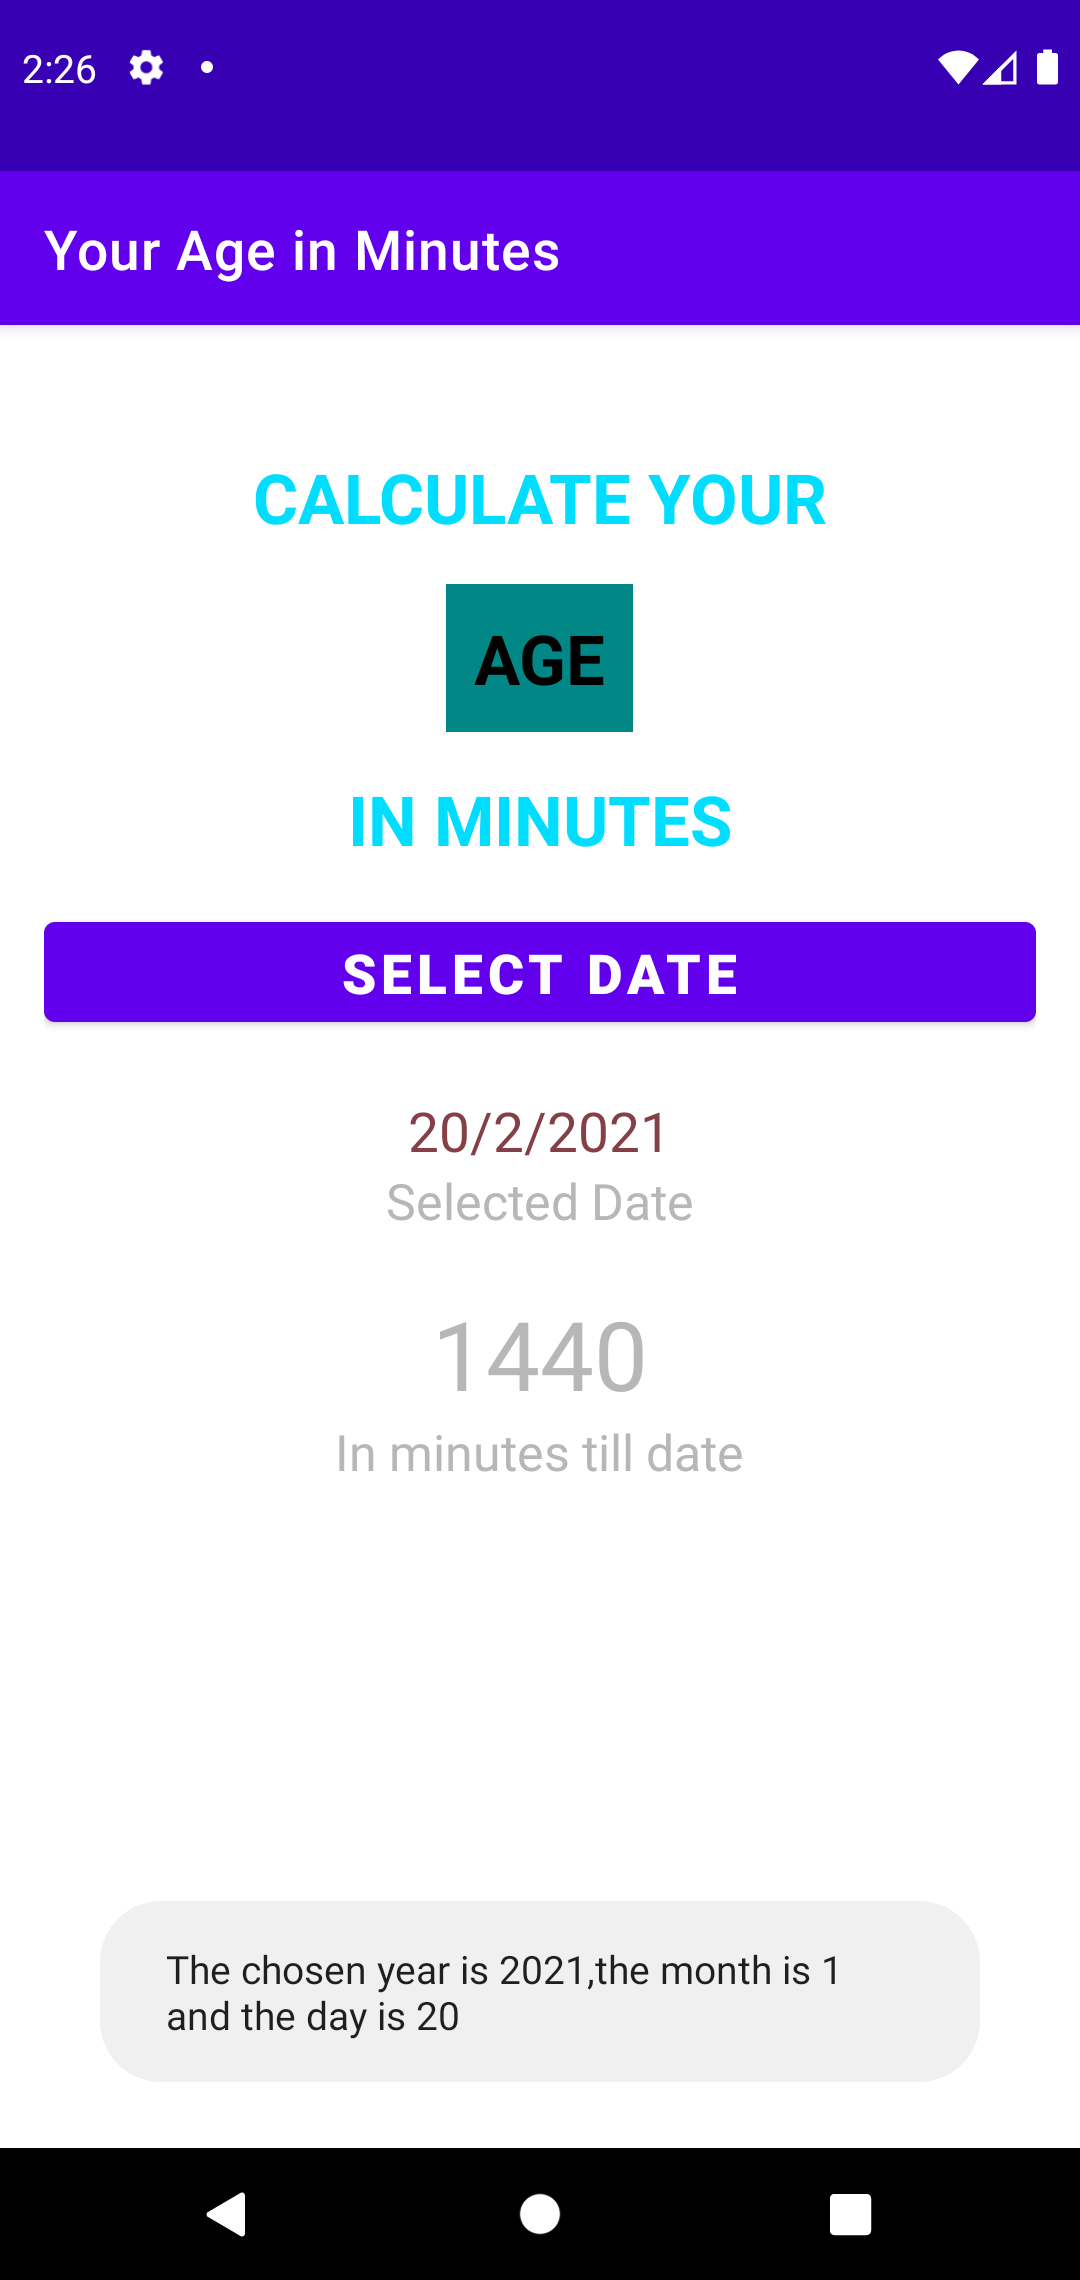 2:26
Your Age in Minutes
CALCULATE YOUR
AGE
IN MINUTES
SELECT DATE
20/2/2021
Selected Date
1440
In minutes till date
The chosen year is 2021,the month is 1
and the day is 20